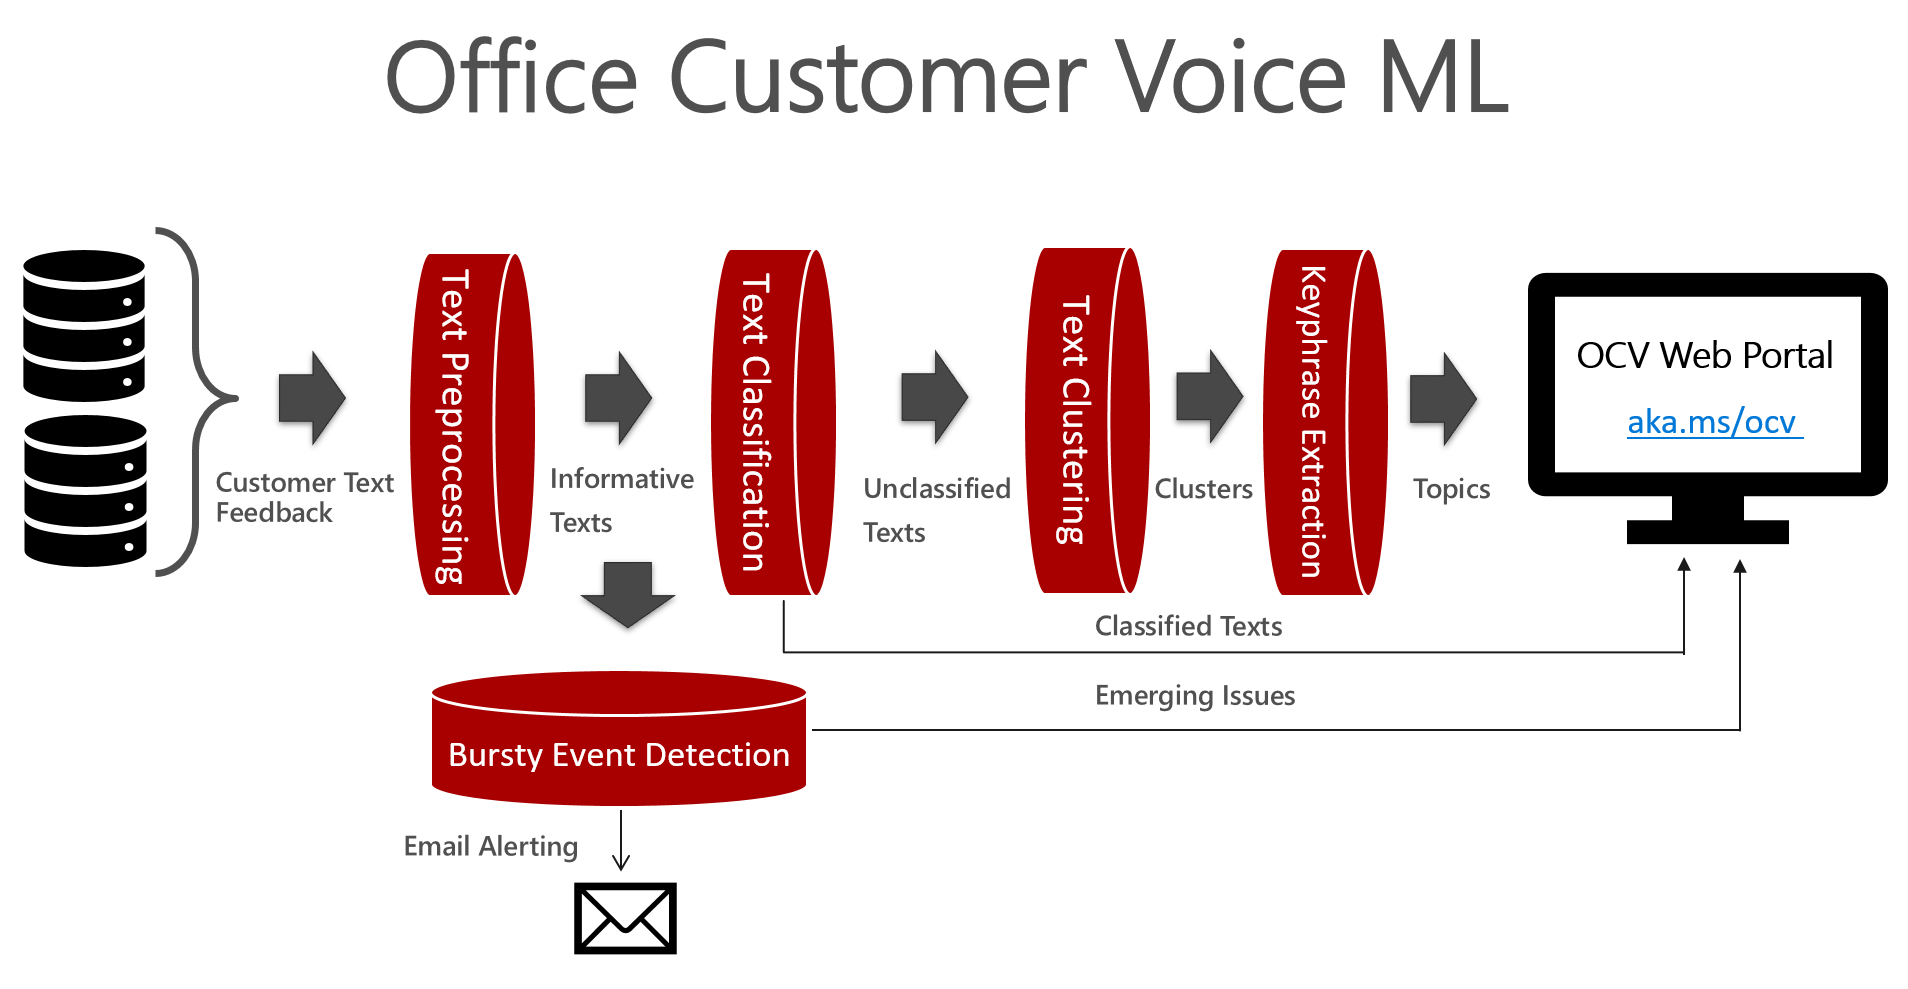 Office Customer Voice ML
Customer Text
Feedback
Text Preprocessing
Informative
Texts
Text Classification
Unclassified
Texts
Text Clustering
Clusters
Keyphrase Extraction
Topics
OCV Web Portal
aka.ms/ocv
Classified Texts
Emerging Issues
Bursty Event Detection
Email Alerting